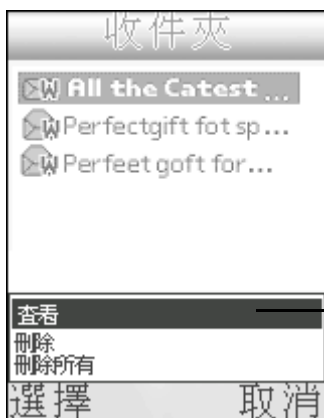 收件夾
All the Catest ...
Perfectgift fot sp...
Perfeet goft for...
查看
刪除
刪除所有
選擇 取消